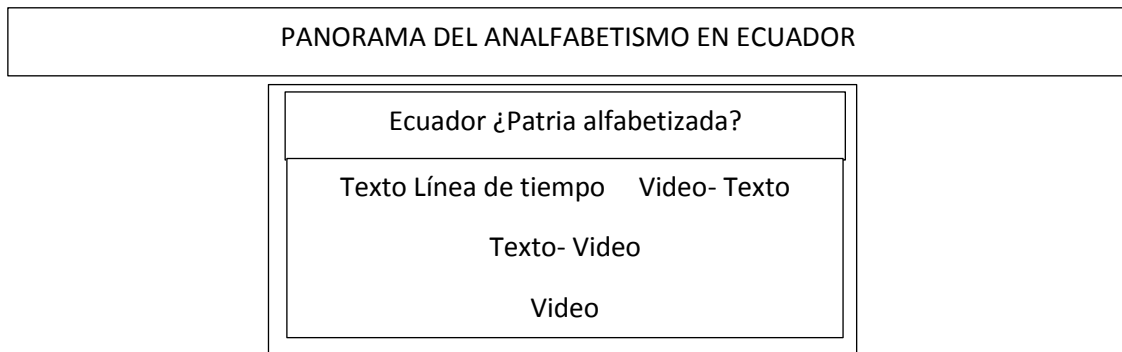 PANORAMA DEL ANALFABETISMO EN ECUADOR
Ecuador ¿Patria alfabetizada?
Texto Línea de tiempo Video- Texto
Texto- Video
Video